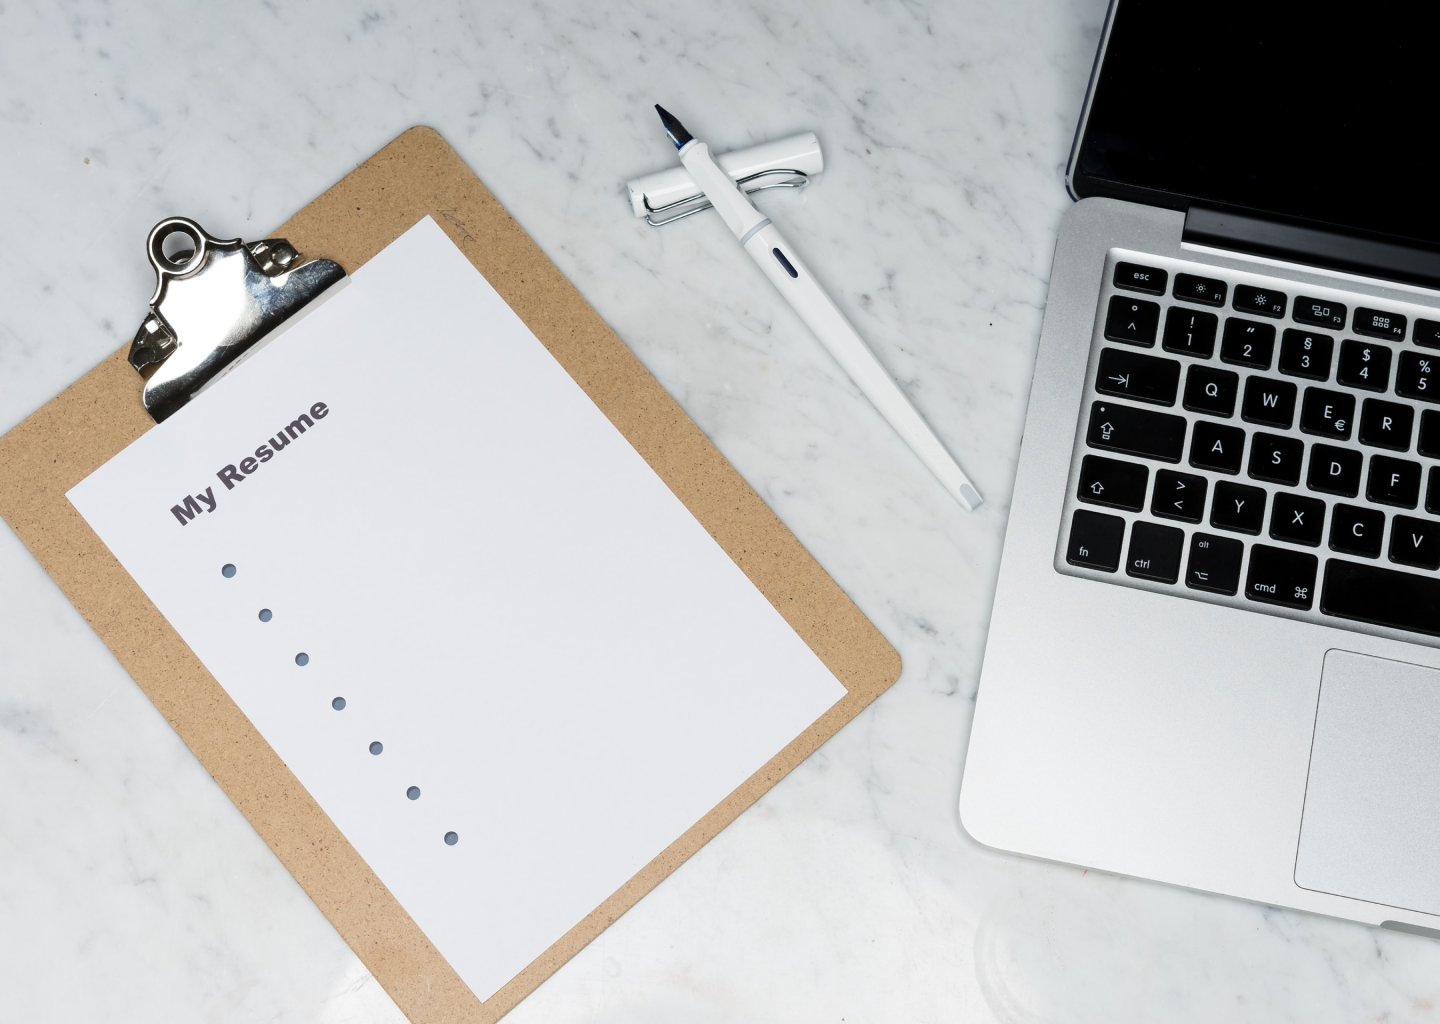 My Resume
esc
F1 F2 F3 F4
° ! " § $ %
^ 1 2 3 4 5
Q W E € R
A S D F
> < Y X C V
fn ctrl alt cmd ⌘